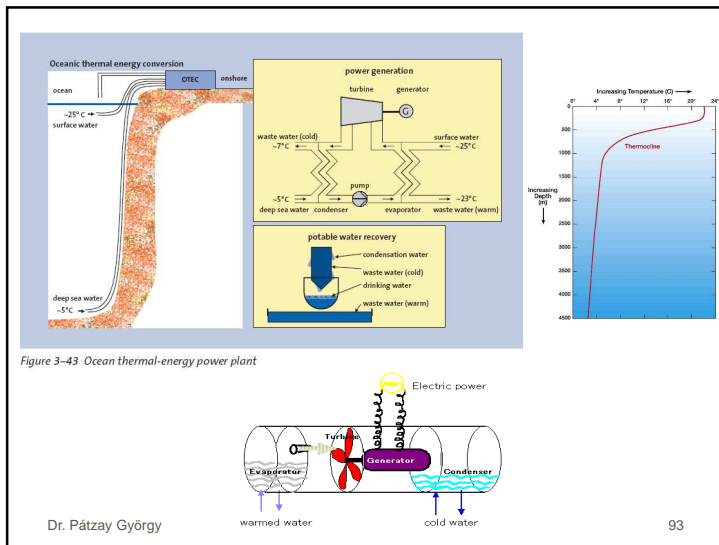 Oceanic thermal energy conversion
OTEC
onshore
ocean
~25° C
surface water
deep sea water
~5°C
power generation
turbine
generator
G
waste water (cold)
~7°C
surface water
~25°C
pump
~5°C
~23°C
deep sea water
condenser
evaporator
waste water (warm)
potable water recovery
condensation water
waste water (cold)
drinking water
waste water (warm)
Increasing Temperature (C)
0°
4°
8°
12°
16°
20°
24°
Thermocline
Increasing
Depth
(m)
500
1000
1500
2000
2500
3000
3500
4000
4500
Figure 3–43 Ocean thermal-energy power plant
Electric power
Turbine
Generator
Evaporator
Condenser
warmed water
cold water
Dr. Pátzay György
93